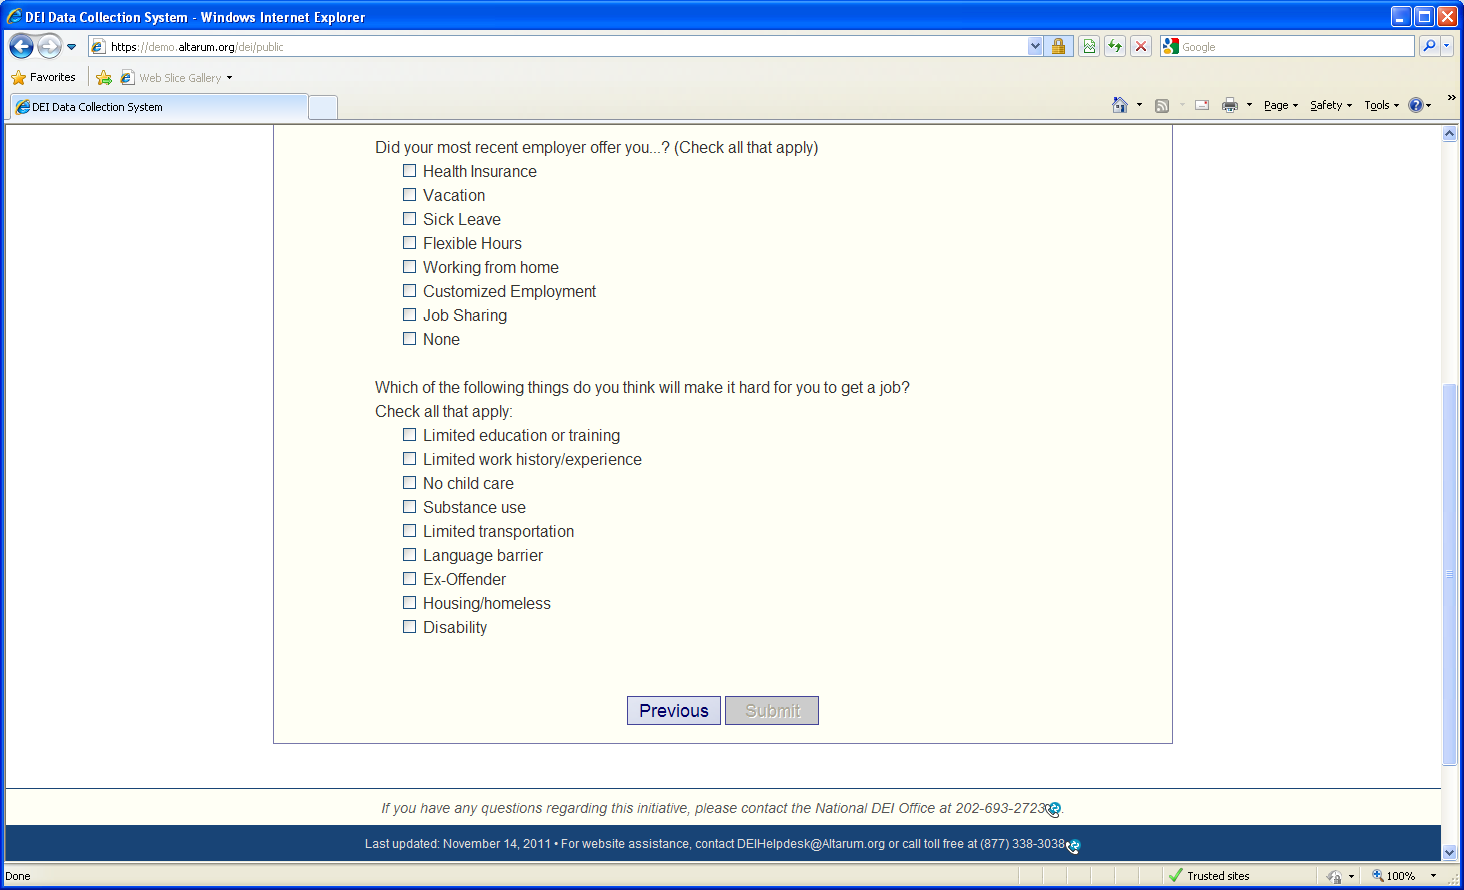 DEI Data Collection System - Windows Internet Explorer
https://demo.altarum.org/dei/public
Google
Favorites
Web Slice Gallery
DEI Data Collection System
Page
Safety
Tools
»
Did your most recent employer offer you...? (Check all that apply)
Health Insurance
Vacation
Sick Leave
Flexible Hours
Working from home
Customized Employment
Job Sharing
None
Which of the following things do you think will make it hard for you to get a job?
Check all that apply:
Limited education or training
Limited work history/experience
No child care
Substance use
Limited transportation
Language barrier
Ex-Offender
Housing/homeless
Disability
Previous Submit
If you have any questions regarding this initiative, please contact the National DEI Office at 202-693-2723.
Last updated: November 14, 2011 • For website assistance, contact DEIHelpdesk@Altarum.org or call toll free at (877) 338-3038
Done
Trusted sites
100%